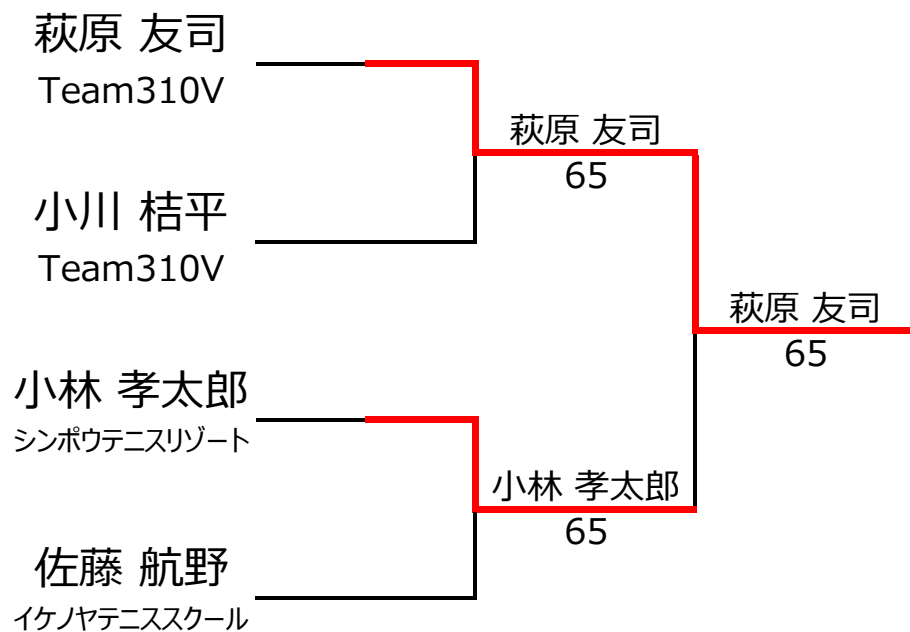 萩原 友司
Team310V
萩原 友司
65
小川 桔平
Team310V
萩原 友司
65
小林 孝太郎
シンポウテニスリゾート
小林 孝太郎
65
佐藤 航野
イケノヤテニススクール